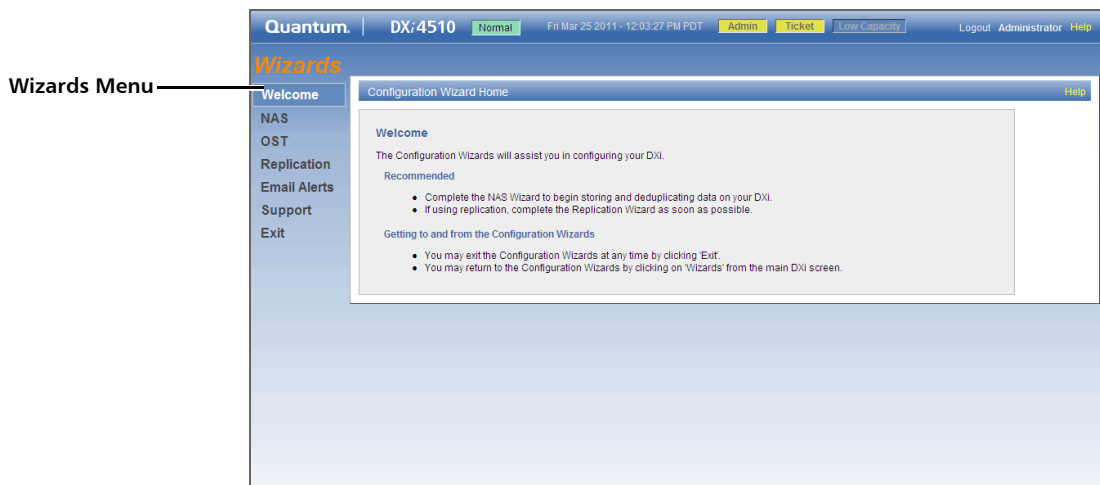 Quantum. DXi4510 Normal Fri Mar 25 2011 - 12:03:27 PM PDT Admin Ticket Low Capacity Logout Administrator Help
Wizards
Wizards Menu
Welcome
NAS
OST
Replication
Email Alerts
Support
Exit
Configuration Wizard Home Help
Welcome
The Configuration Wizards will assist you in configuring your DXi.
Recommended
• Complete the NAS Wizard to begin storing and deduplicating data on your DXi.
• If using replication, complete the Replication Wizard as soon as possible.
Getting to and from the Configuration Wizards
• You may exit the Configuration Wizards at any time by clicking 'Exit'.
• You may return to the Configuration Wizards by clicking on 'Wizards' from the main DXi screen.